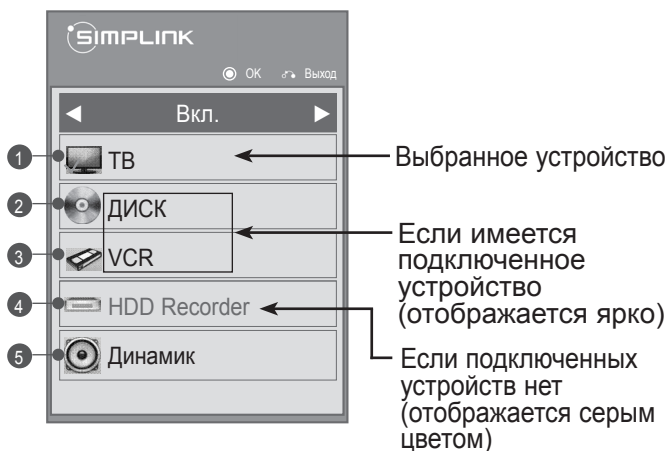 SIMPLINK
OK Выход
◀ Вкл. ▶
1 ТВ
Выбранное устройство
2 ДИСК
3 VCR
Если имеется
подключенное
устройство
(отображается ярко)
4 HDD Recorder
5 Динамик
Если подключенных
устройств нет
(отображается серым
цветом)